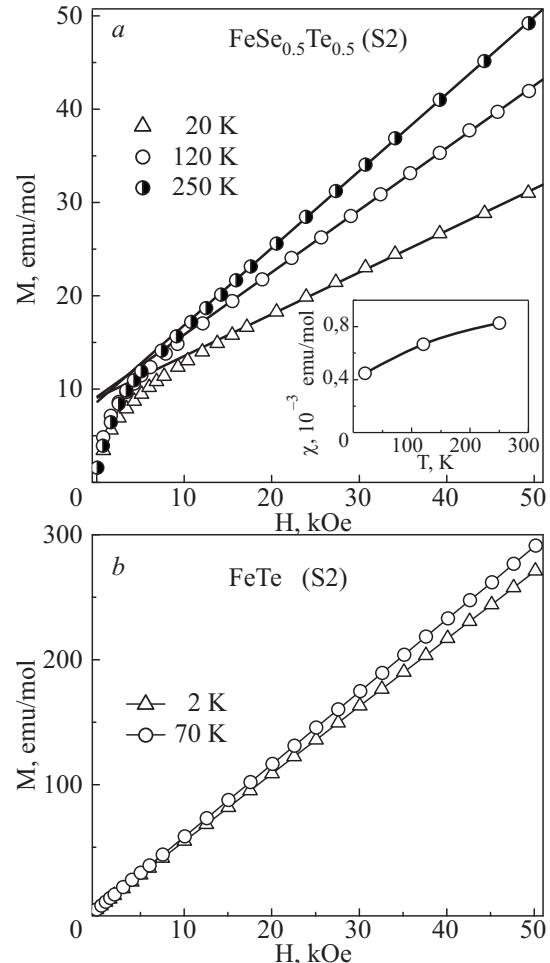 a
FeSe0.5Te0.5 (S2)
20 K
120 K
250 K
M, emu/mol
50
40
30
20
10
0
10 20 30 40 50
H, kOe
χ, 10–3 emu/mol
0,8
0,4
0
100 200 300
T, K
b
FeTe (S2)
2 K
70 K
M, emu/mol
300
200
100
0
10 20 30 40 50
H, kOe